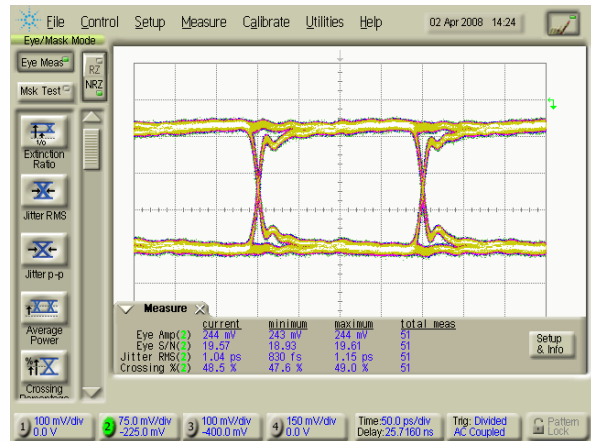 File Control Setup Measure Calibrate Utilities Help 02 Apr 2008 14:24
Eye/Mask Mode
Eye Meas
RZ
NRZ
Msk Test
Extinction
Ratio
Jitter RMS
Jitter p-p
Average
Power
Crossing
Measure
current minimum maximum total meas
Eye Amp(2) 244 mV 243 mV 244 mV 51
Eye S/N(2) 19.57 18.93 19.61 51
Jitter RMS(2) 1.04 ps 830 fs 1.15 ps 51
Crossing %(2) 48.5 % 47.6 % 49.0 % 51
Setup
& Info
1) 100 mV/div
0.0 V
2) 75.0 mV/div
-225.0 mV
3) 100 mV/div
-400.0 mV
4) 150 mV/div
0.0 V
Time:50.0 ps/div
Delay:25.7160 ns
Trig: Divided
AC Coupled
Pattern
Lock